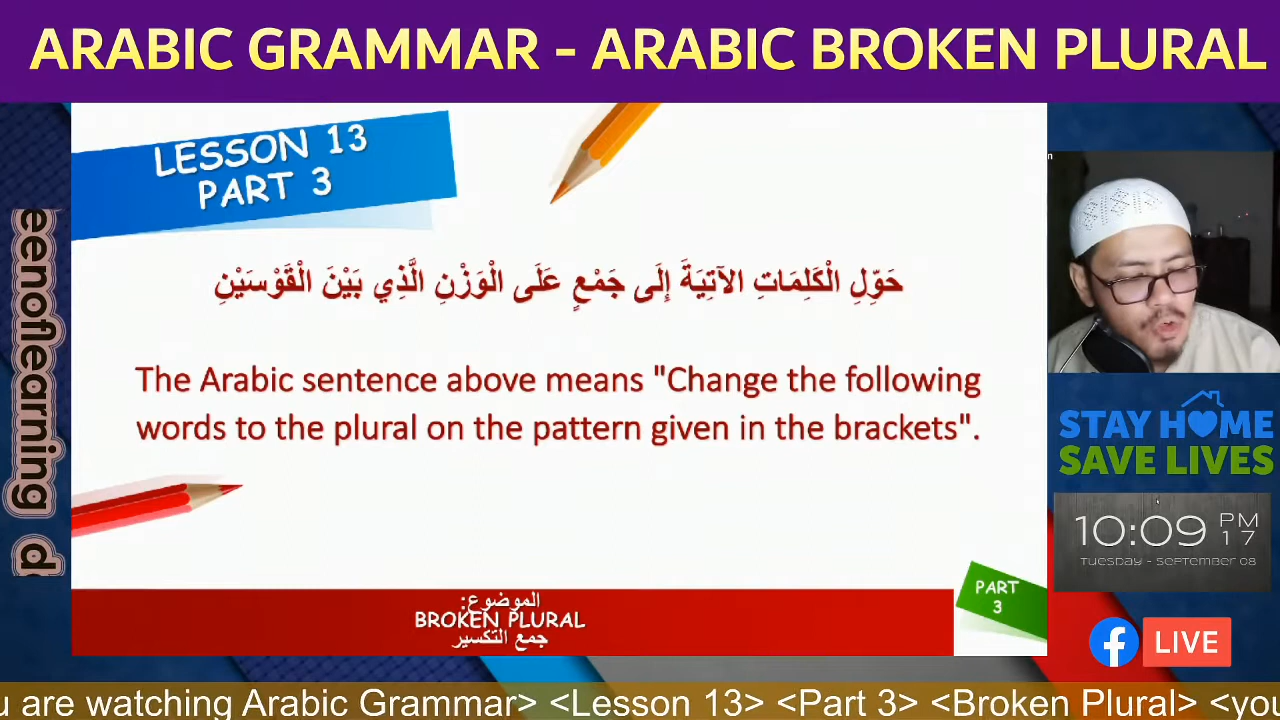 ARABIC GRAMMAR - ARABIC BROKEN PLURAL
LESSON 13
PART 3
حَوِّلِ الْكَلِمَاتِ الآتِيَةَ إِلَى جَمْعٍ عَلَى الْوَزْنِ الَّذِي بَيْنَ الْقَوْسَيْنِ
The Arabic sentence above means "Change the following
words to the plural on the pattern given in the brackets".
PART
3
الموضوع:
BROKEN PLURAL
جمع التكسير
eenoflearning
STAY HOME
SAVE LIVES
10:09 PM
17
TUESDAY - SEPTEMBER 08
LIVE
are watching Arabic Grammar> <Lesson 13> <Part 3> <Broken Plural> <you